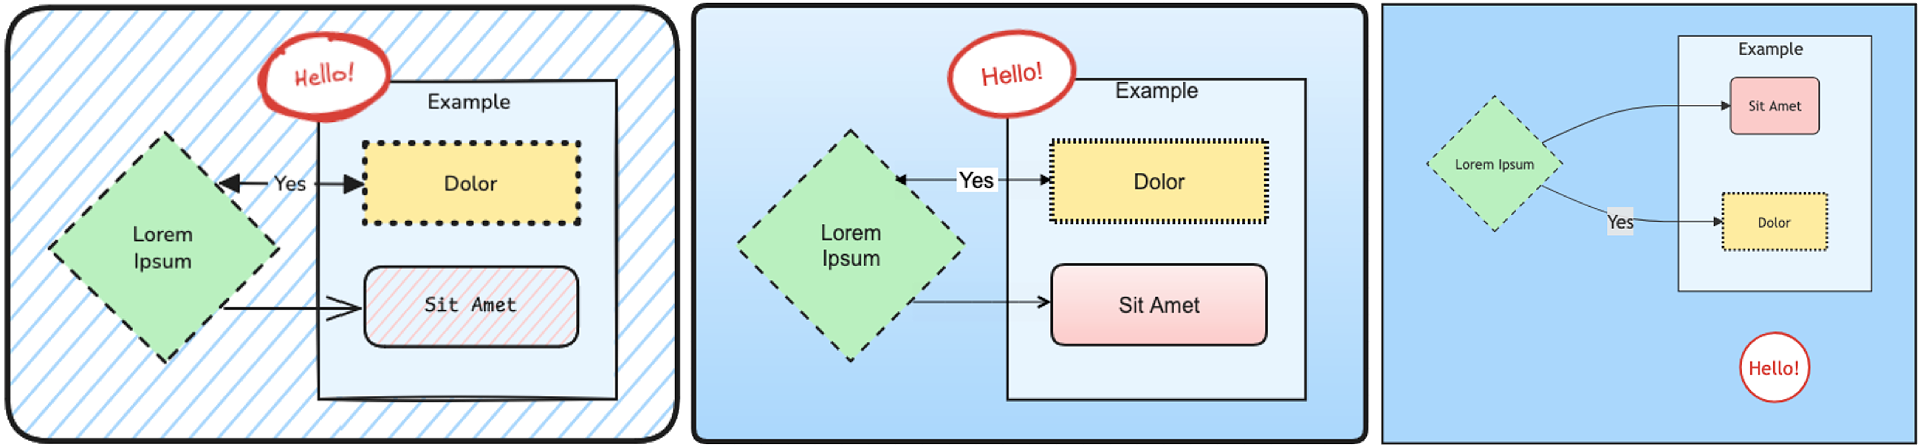 Hello!
Example
Yes
Dolor
Lorem
Ipsum
Sit Amet
Hello!
Example
Yes
Dolor
Lorem
Ipsum
Sit Amet
Example
Sit Amet
Lorem Ipsum
Yes
Dolor
Hello!